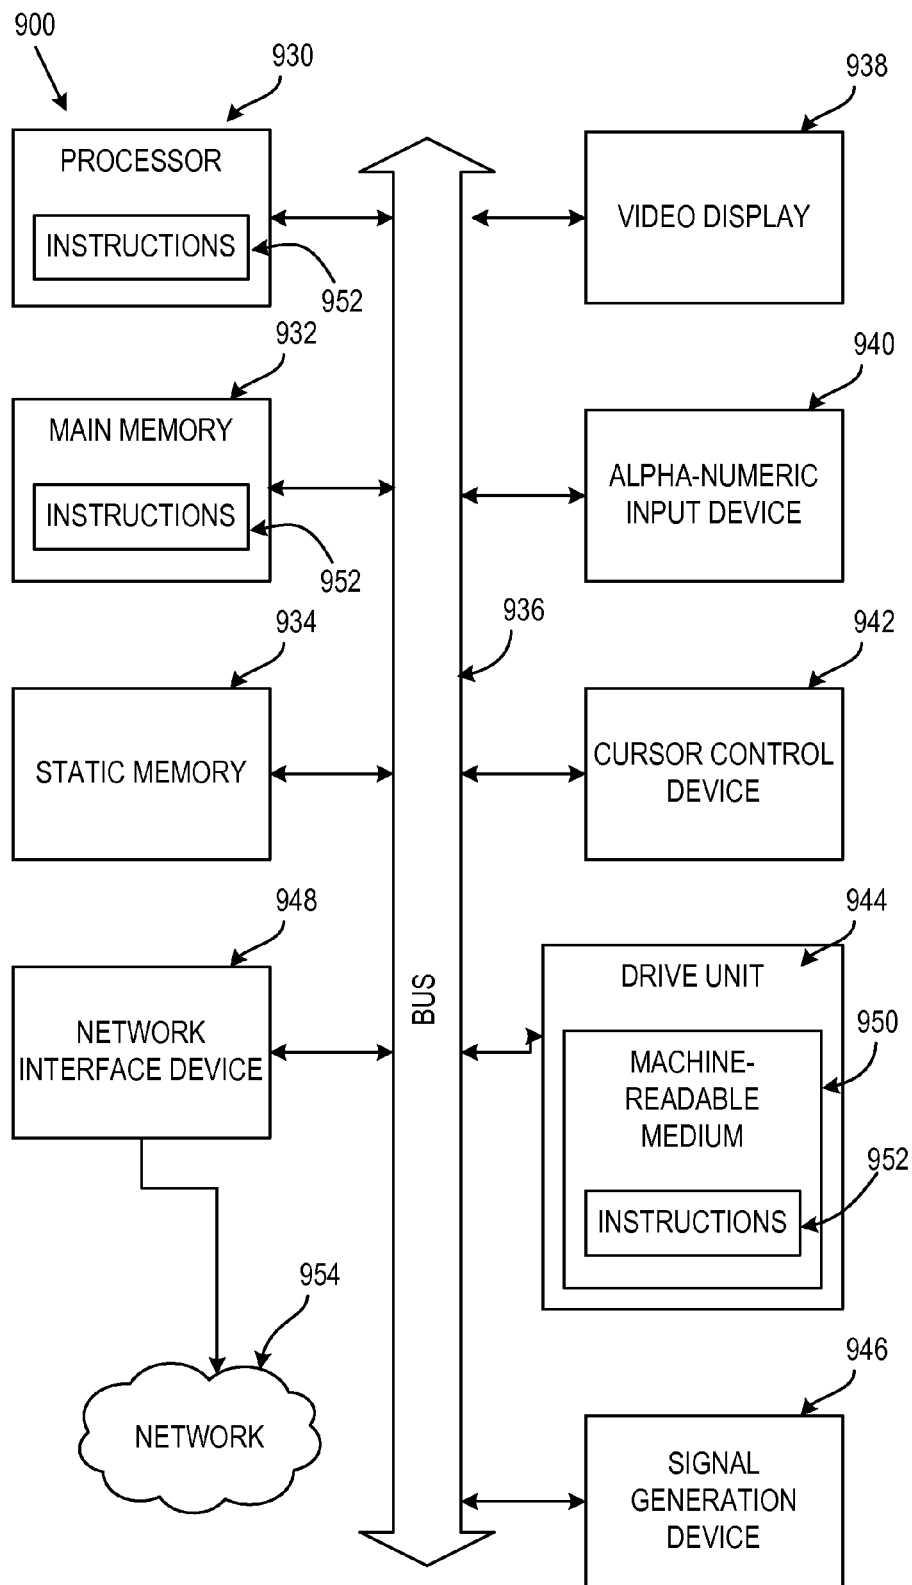 900
930
PROCESSOR
INSTRUCTIONS
952
932
MAIN MEMORY
INSTRUCTIONS
952
934
STATIC MEMORY
948
NETWORK
INTERFACE DEVICE
954
NETWORK
BUS
936
938
VIDEO DISPLAY
940
ALPHA-NUMERIC
INPUT DEVICE
942
CURSOR CONTROL
DEVICE
944
DRIVE UNIT
950
MACHINE-
READABLE
MEDIUM
952
INSTRUCTIONS
946
SIGNAL
GENERATION
DEVICE